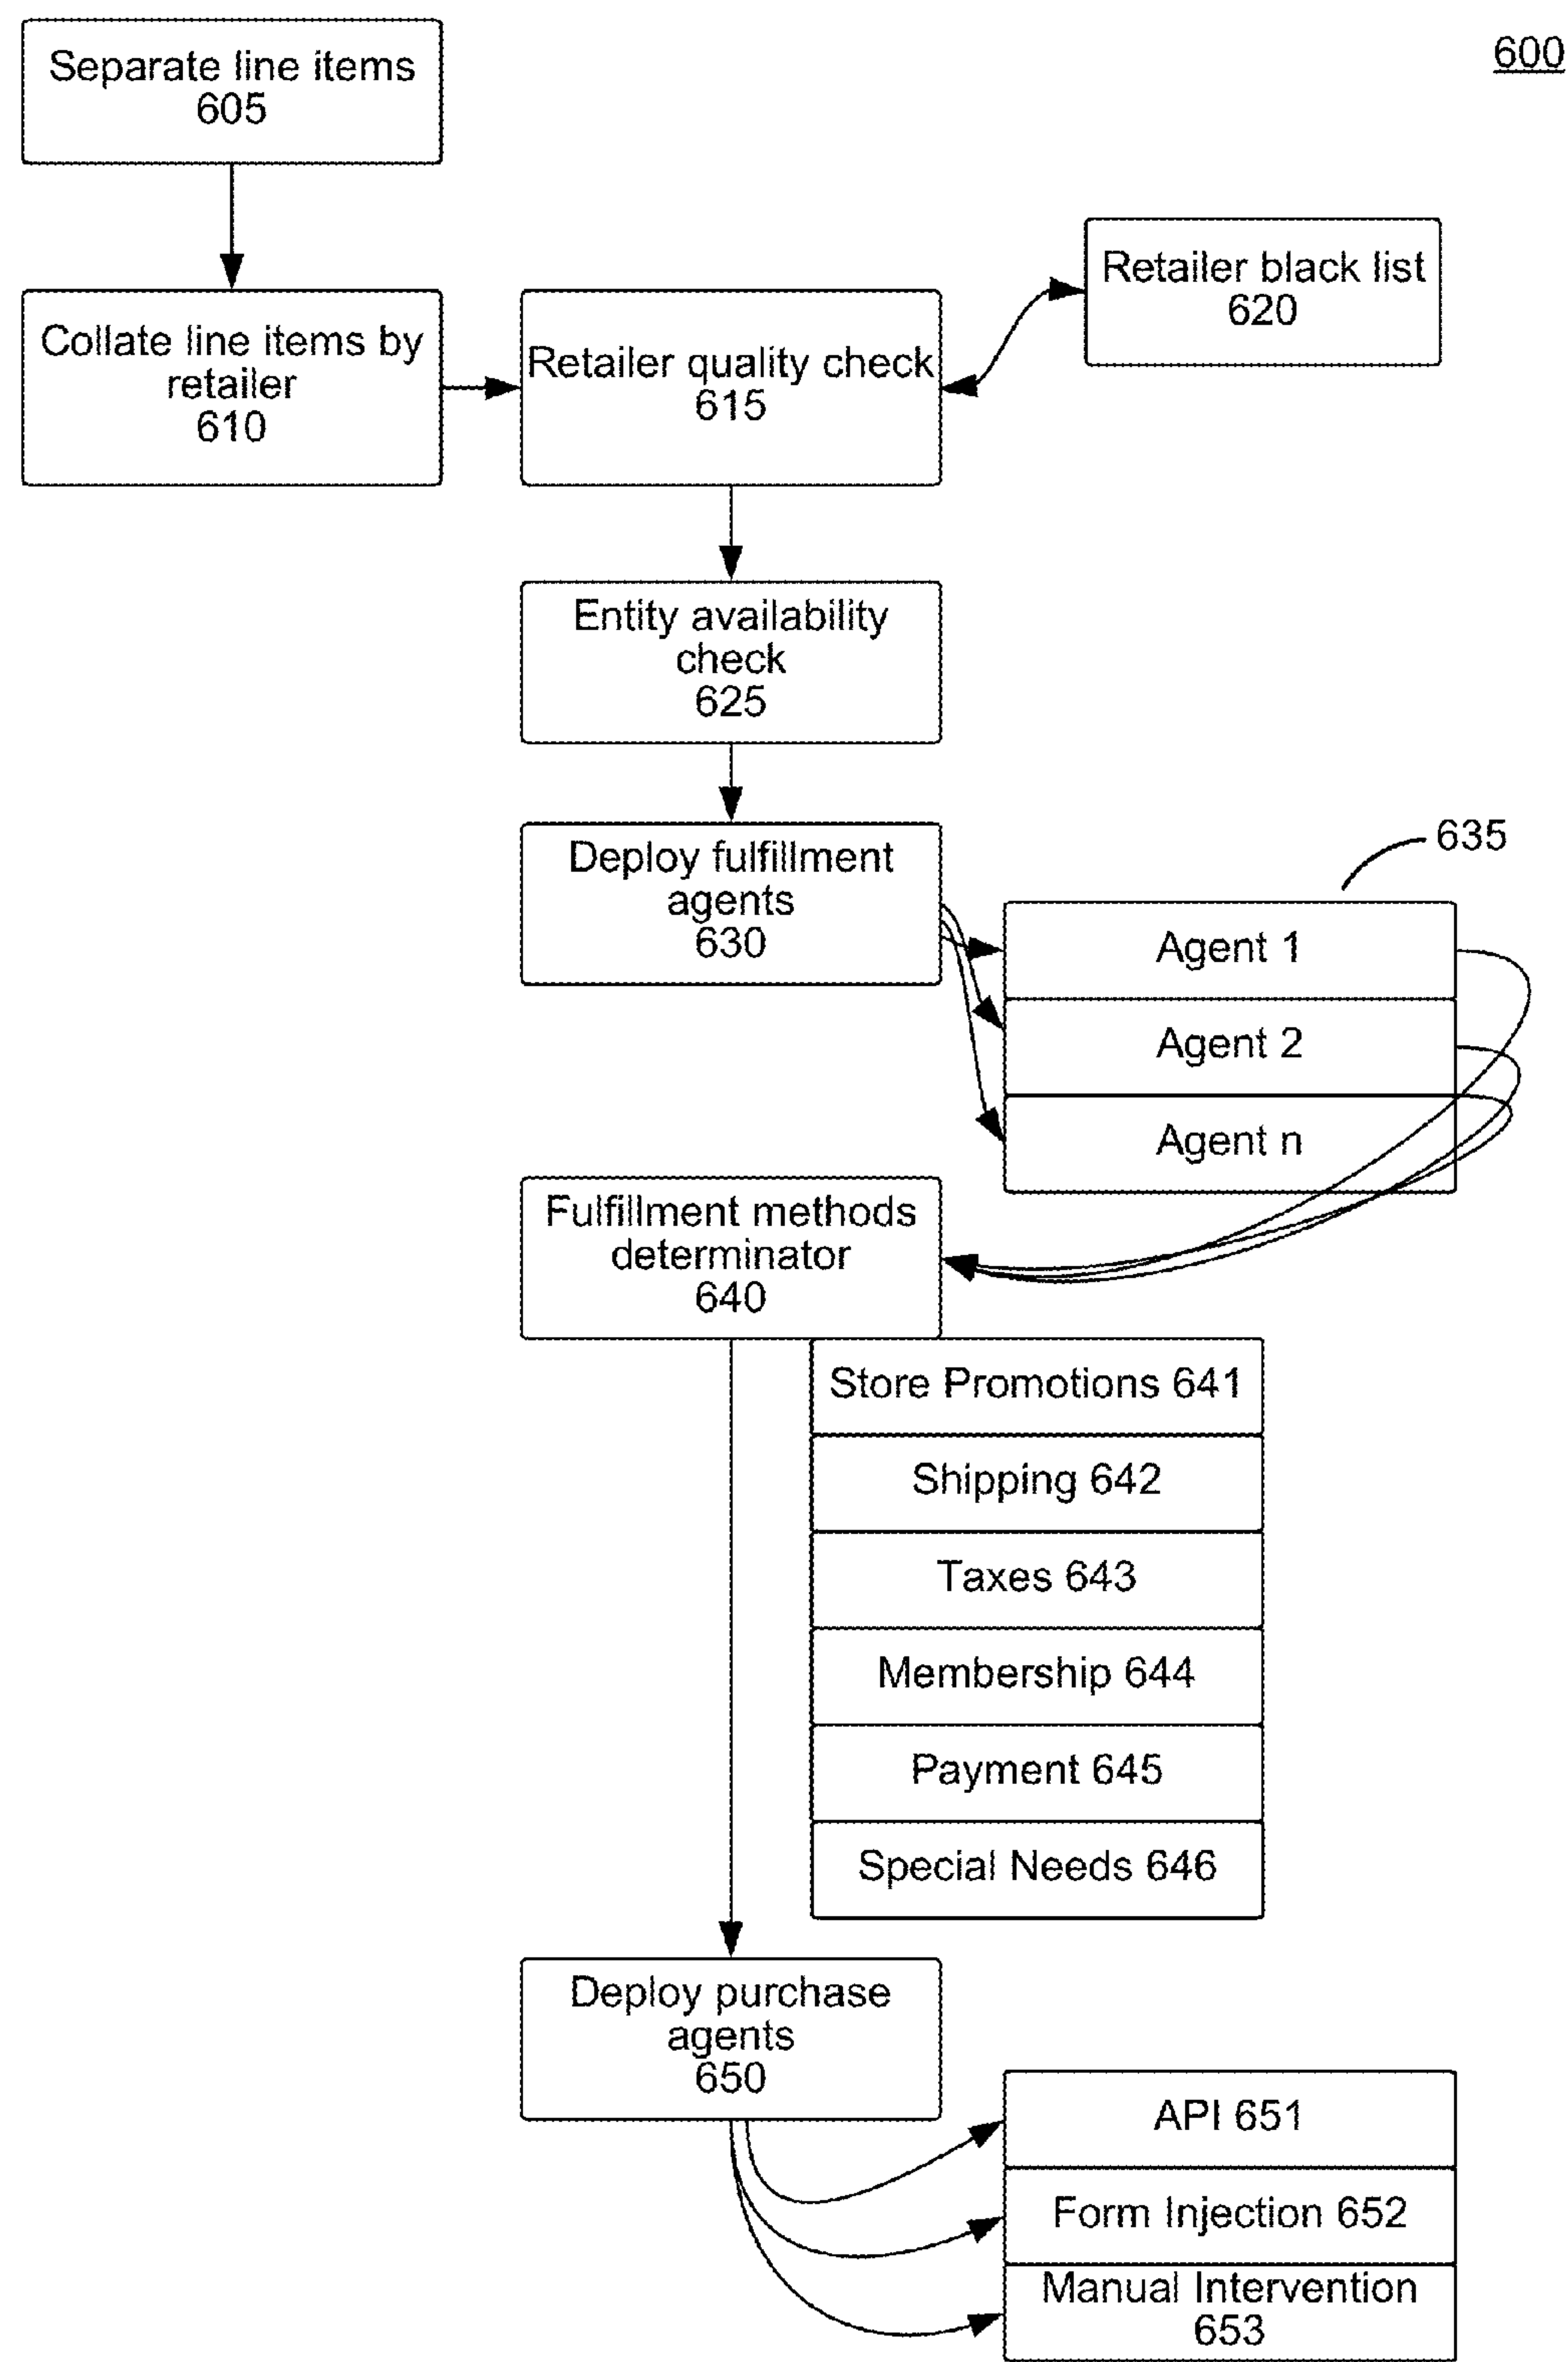 600
Separate line items
605
Collate line items by
retailer
610
Retailer quality check
615
Retailer black list
620
Entity availability
check
625
Deploy fulfillment
agents
630
635
Agent 1
Agent 2
Agent n
Fulfillment methods
determinator
640
Store Promotions 641
Shipping 642
Taxes 643
Membership 644
Payment 645
Special Needs 646
Deploy purchase
agents
650
API 651
Form Injection 652
Manual Intervention
653